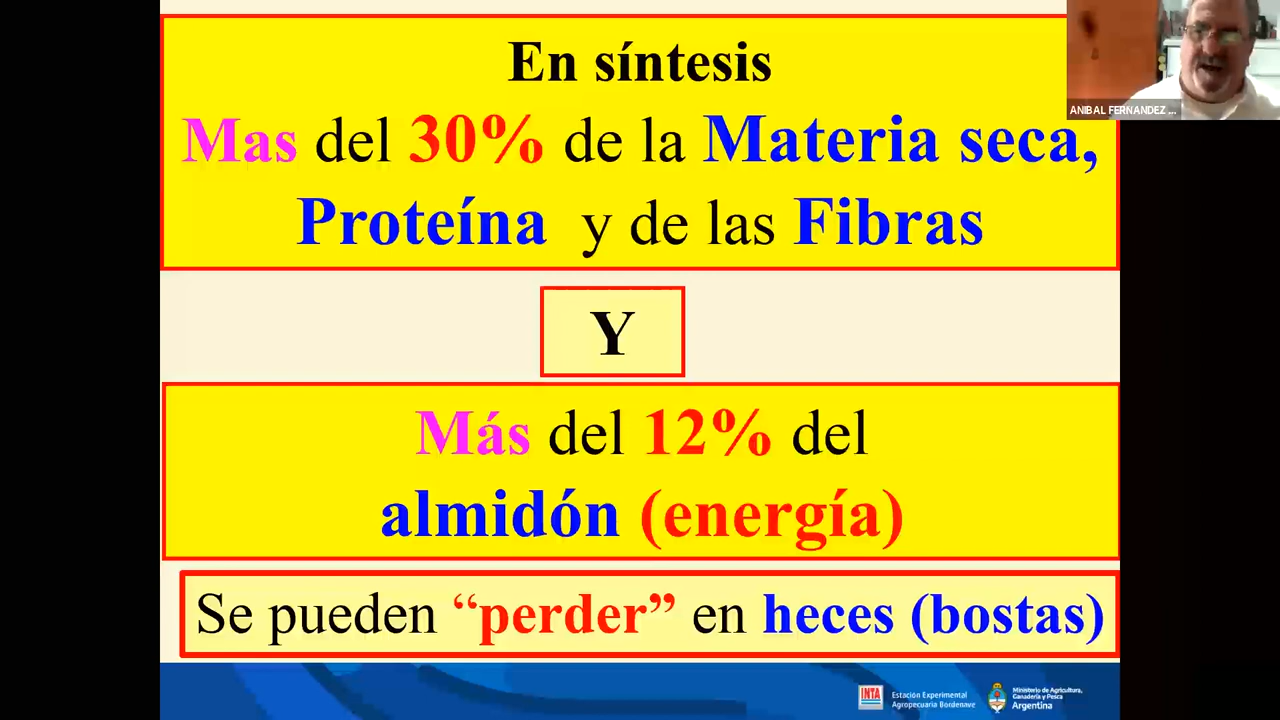 En síntesis
Mas del 30% de la Materia seca,
Proteína y de las Fibras
Y
Más del 12% del
almidón (energía)
Se pueden “perder” en heces (bostas)
ANIBAL FERNANDEZ ...
INTA
Estación Experimental
Agropecuaria Bordenave
Ministerio de Agricultura,
Ganadería y Pesca
Argentina